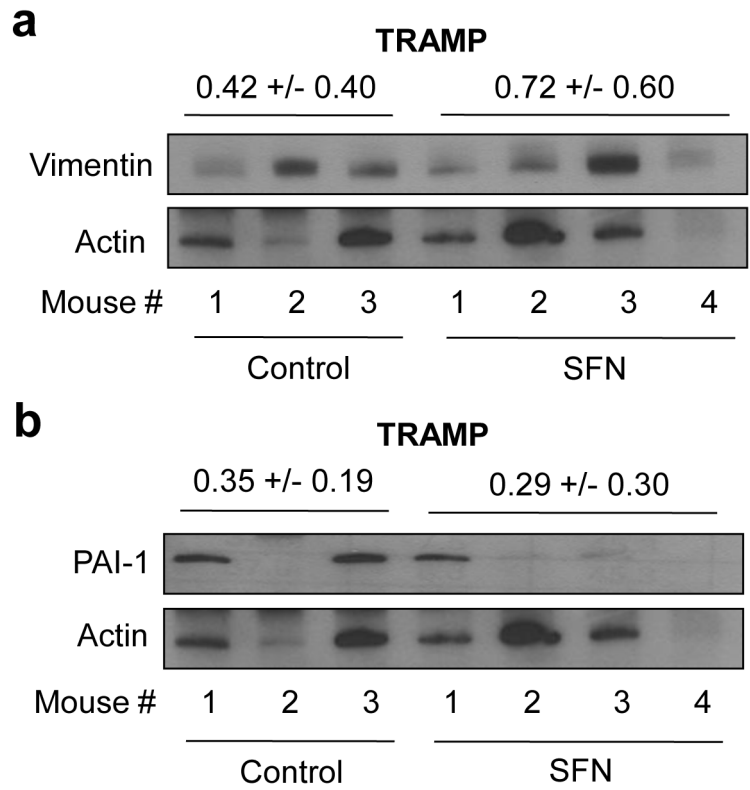 a
TRAMP
0.42 +/- 0.40 0.72 +/- 0.60
Vimentin
Actin
Mouse # 1 2 3 1 2 3 4
Control SFN
b
TRAMP
0.35 +/- 0.19 0.29 +/- 0.30
PAI-1
Actin
Mouse # 1 2 3 1 2 3 4
Control SFN